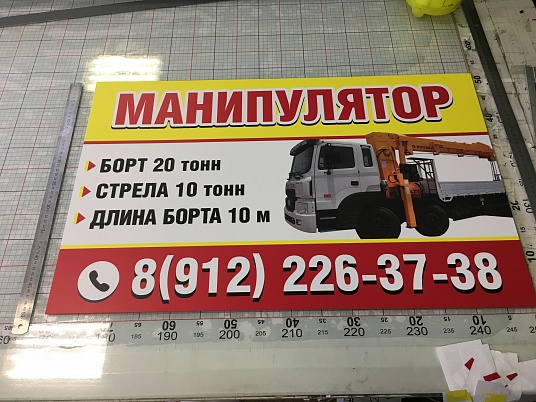 МАНИПУЛЯТОР
БОРТ 20 тонн
СТРЕЛА 10 тонн
ДЛИНА БОРТА 10 м
8(912) 226-37-38